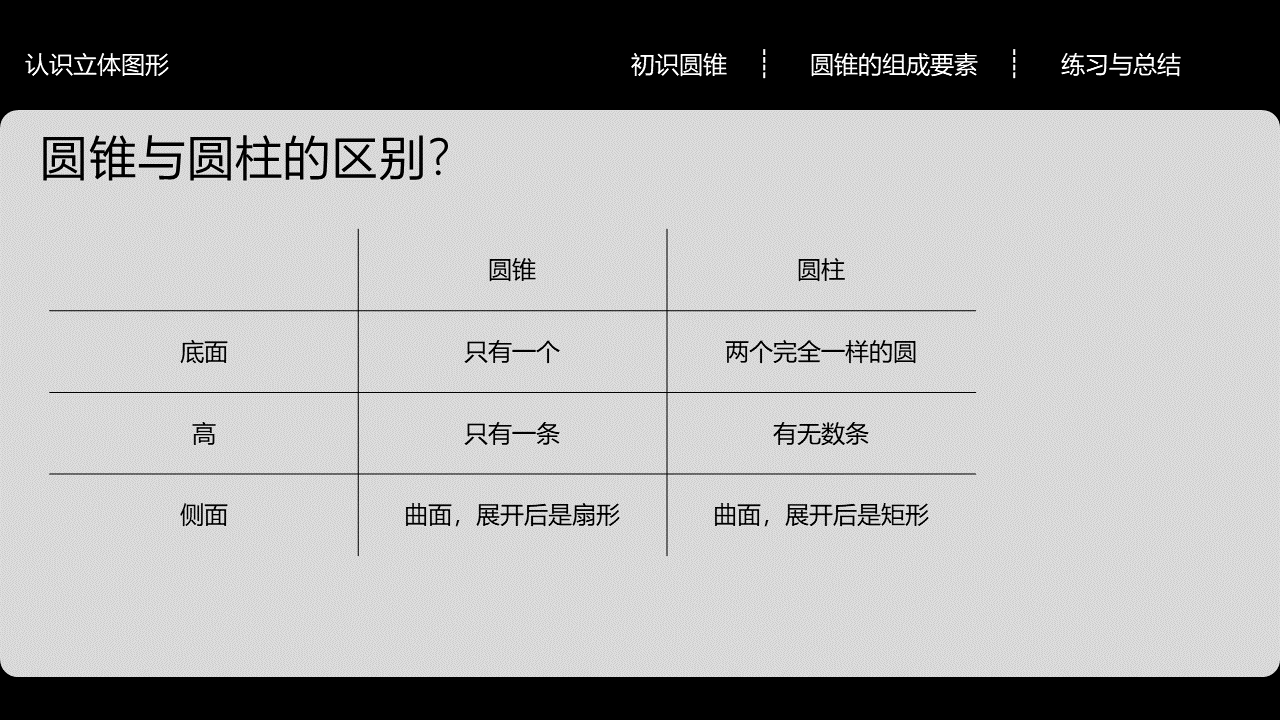 认识立体图形
初识圆锥
圆锥的组成要素
练习与总结
圆锥与圆柱的区别?
圆锥 圆柱
底面 只有一个 两个完全一样的圆
高 只有一条 有无数条
侧面 曲面，展开后是扇形 曲面，展开后是矩形